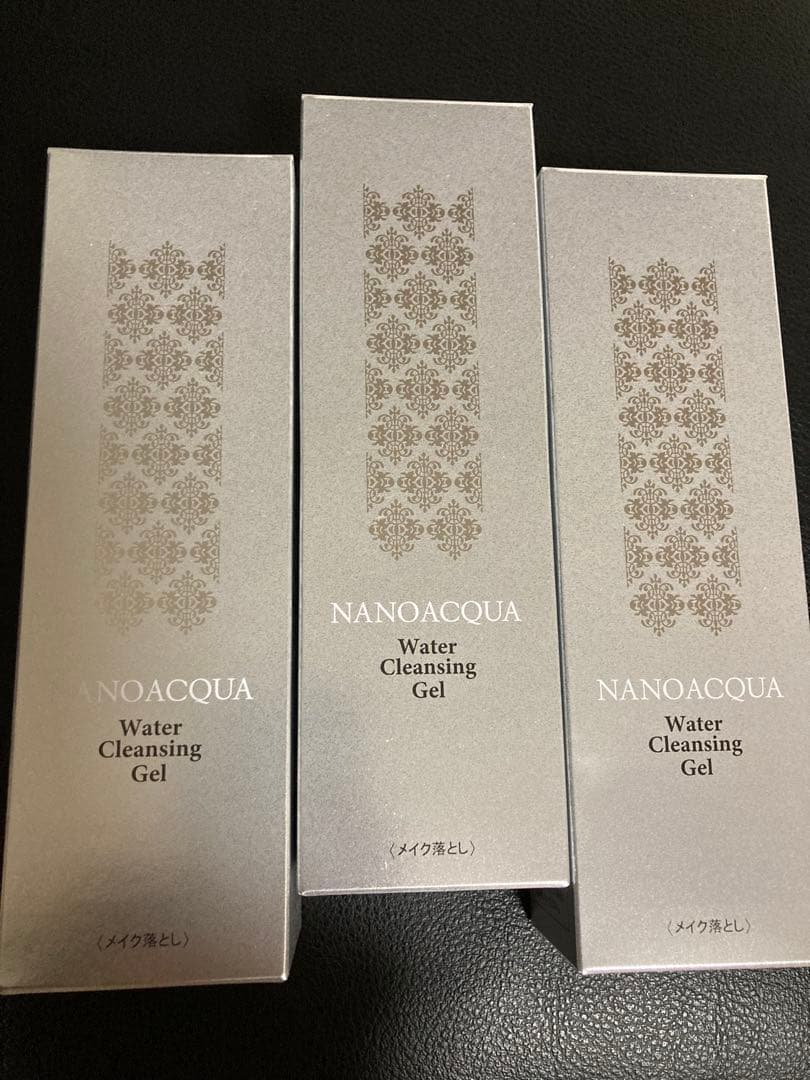 NANOACQUA
Water
Cleansing
Gel
〈メイク落とし〉
NANOACQUA
Water
Cleansing
Gel
〈メイク落とし〉
NANOACQUA
Water
Cleansing
Gel
〈メイク落とし〉